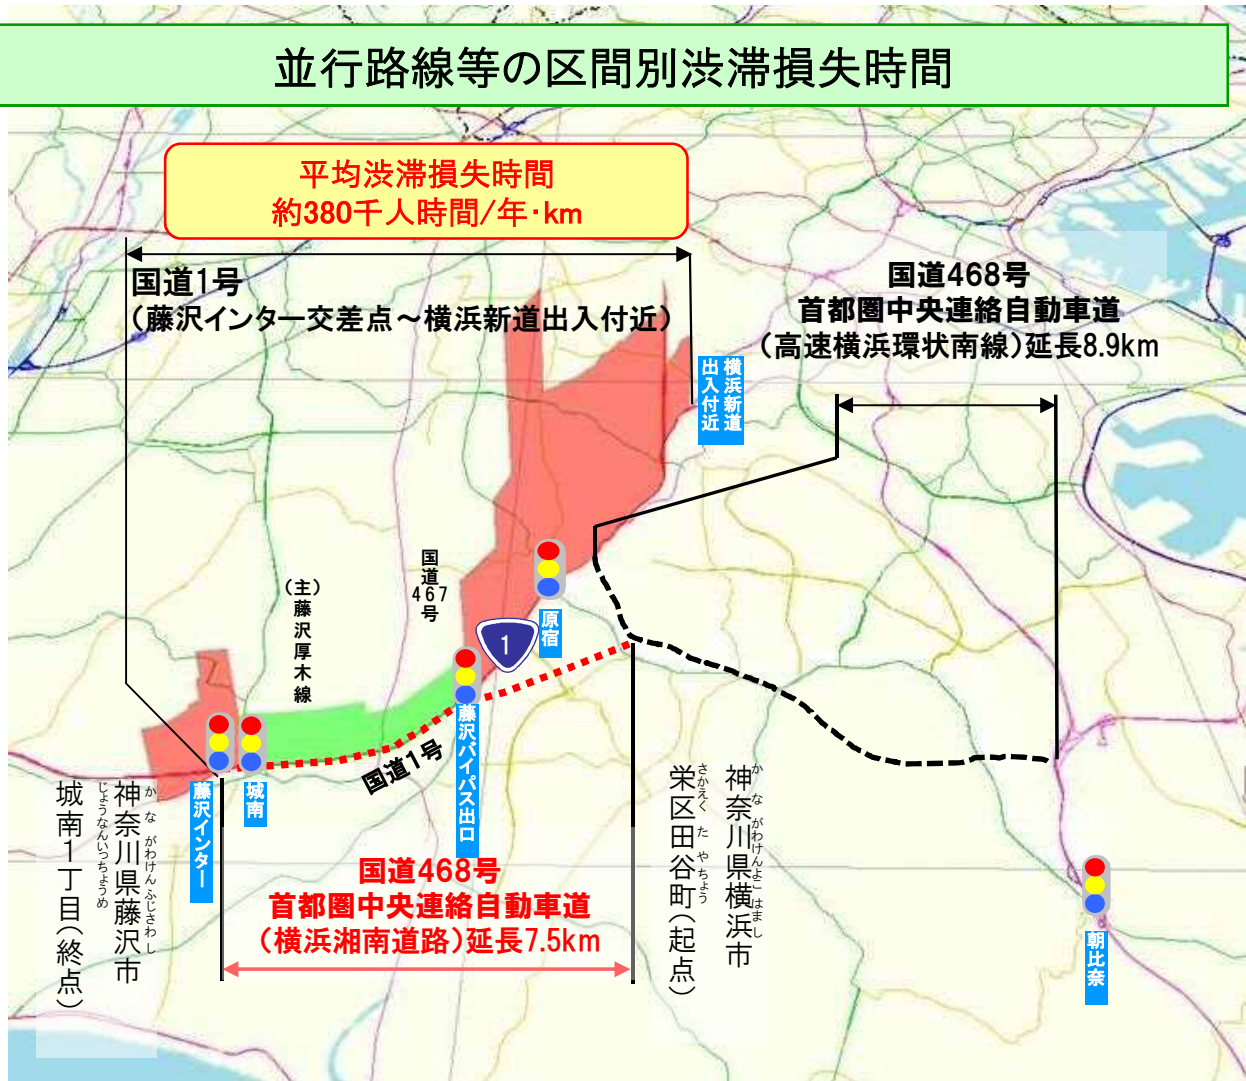 並行路線等の区間別渋滞損失時間
平均渋滞損失時間
約380千人時間/年･km
国道1号
（藤沢インター交差点～横浜新道出入付近）
国道468号
首都圏中央連絡自動車道
（高速横浜環状南線）延長8.9km
横浜新道
出入付近
国道467号
（主）藤沢厚木線
原宿
1
藤沢バイパス出口
国道1号
城南
藤沢インター
かながわけんふじさわし
神奈川県藤沢市
じょうなんいっちょうめ
城南1丁目（終点）
国道468号
首都圏中央連絡自動車道
（横浜湘南道路）延長7.5km
かながわけんよこはまし
神奈川県横浜市
さかえくたやちょう
栄区田谷町（起点）
朝比奈